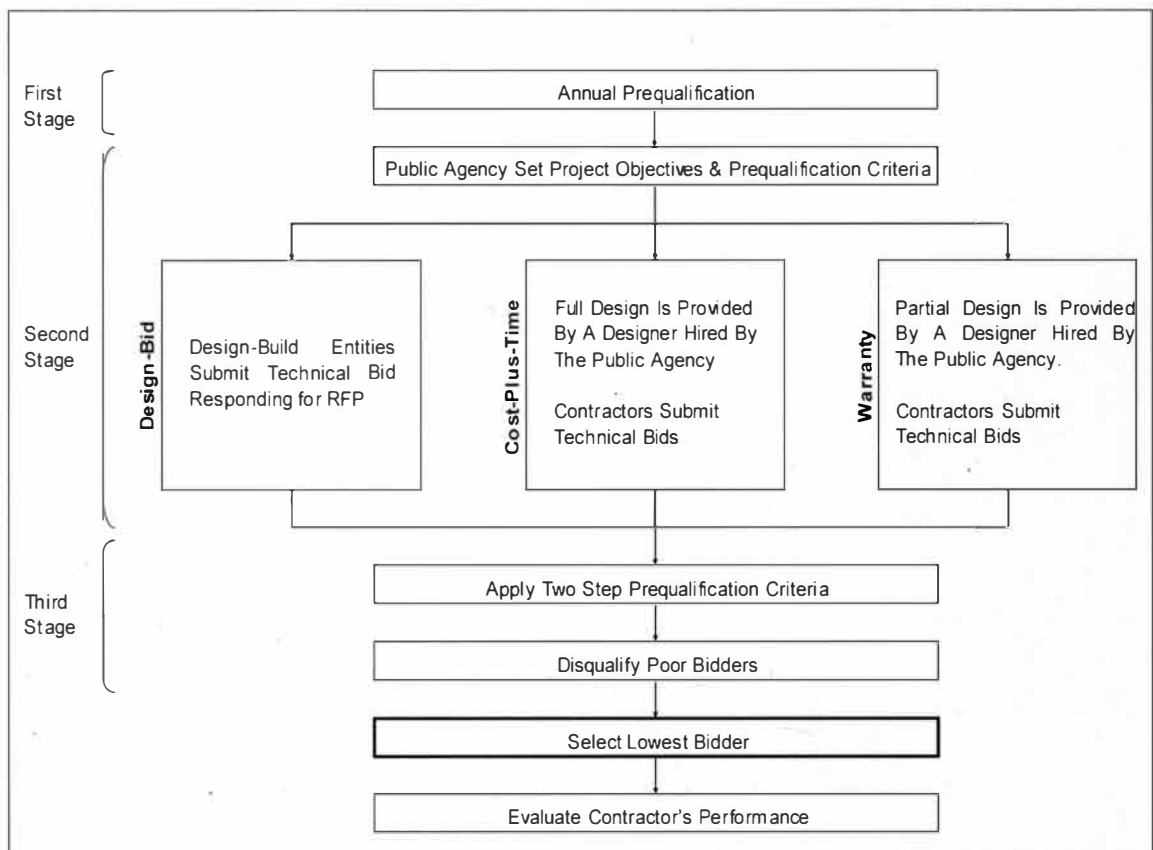 First
Stage
Annual Prequalification
Public Agency Set Project Objectives & Prequalification Criteria
Second
Stage
Design-Bid
Design-Build Entities
Submit Technical Bid
Responding for RFP
Cost-Plus-Time
Full Design Is Provided
By A Designer Hired By
The Public Agency
Contractors Submit
Technical Bids
Warranty
Partial Design Is Provided
By A Designer Hired By
The Public Agency.
Contractors Submit
Technical Bids
Third
Stage
Apply Two Step Prequalification Criteria
Disqualify Poor Bidders
Select Lowest Bidder
Evaluate Contractor's Performance